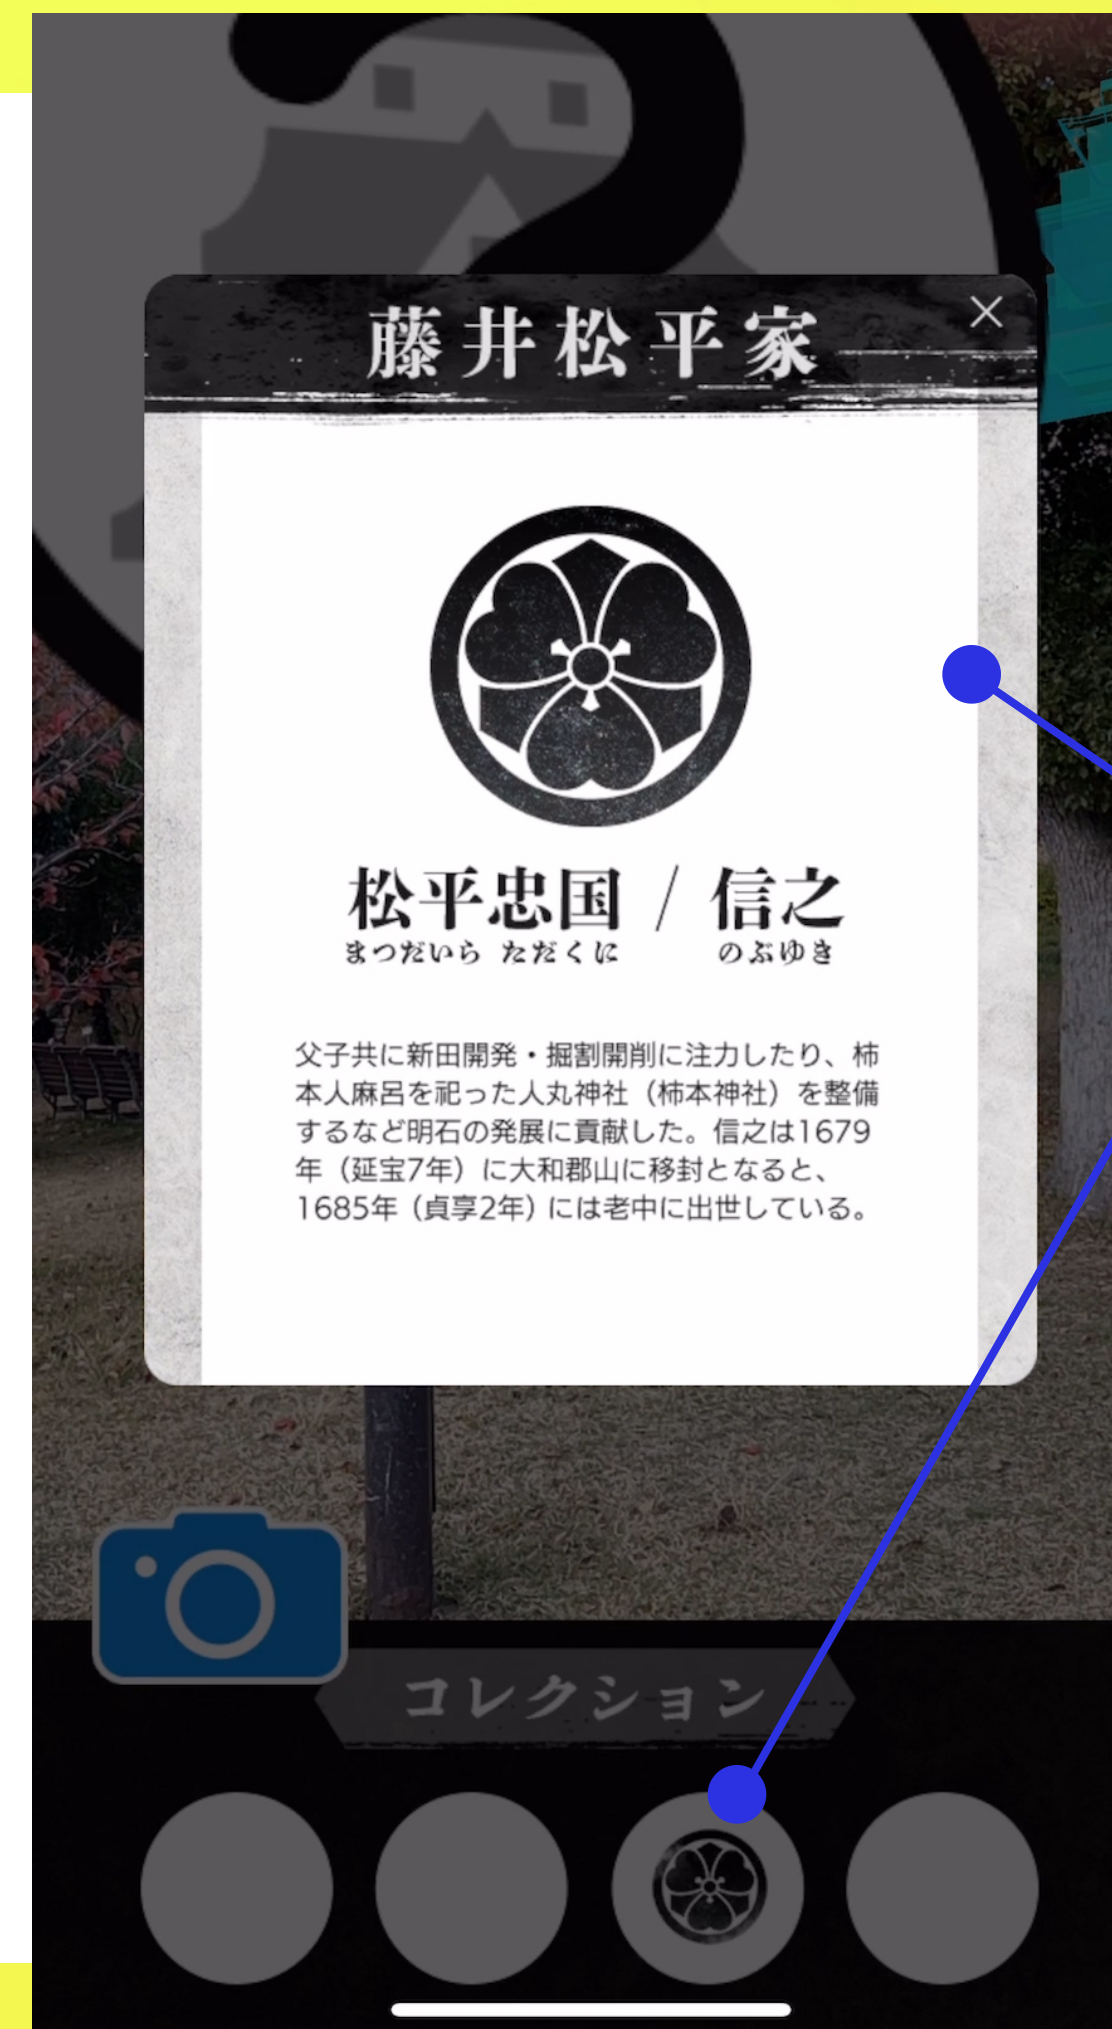 藤井松平家
松平忠国 / 信之
まつだいら ただくに のぶゆき
父子共に新田開発・掘割開削に注力したり、柿
本人麻呂を祀った人丸神社（柿本神社）を整備
するなど明石の発展に貢献した。信之は1679
年（延宝7年）に大和郡山に移封となると、
1685年（貞享2年）には老中に出世している。
コレクション